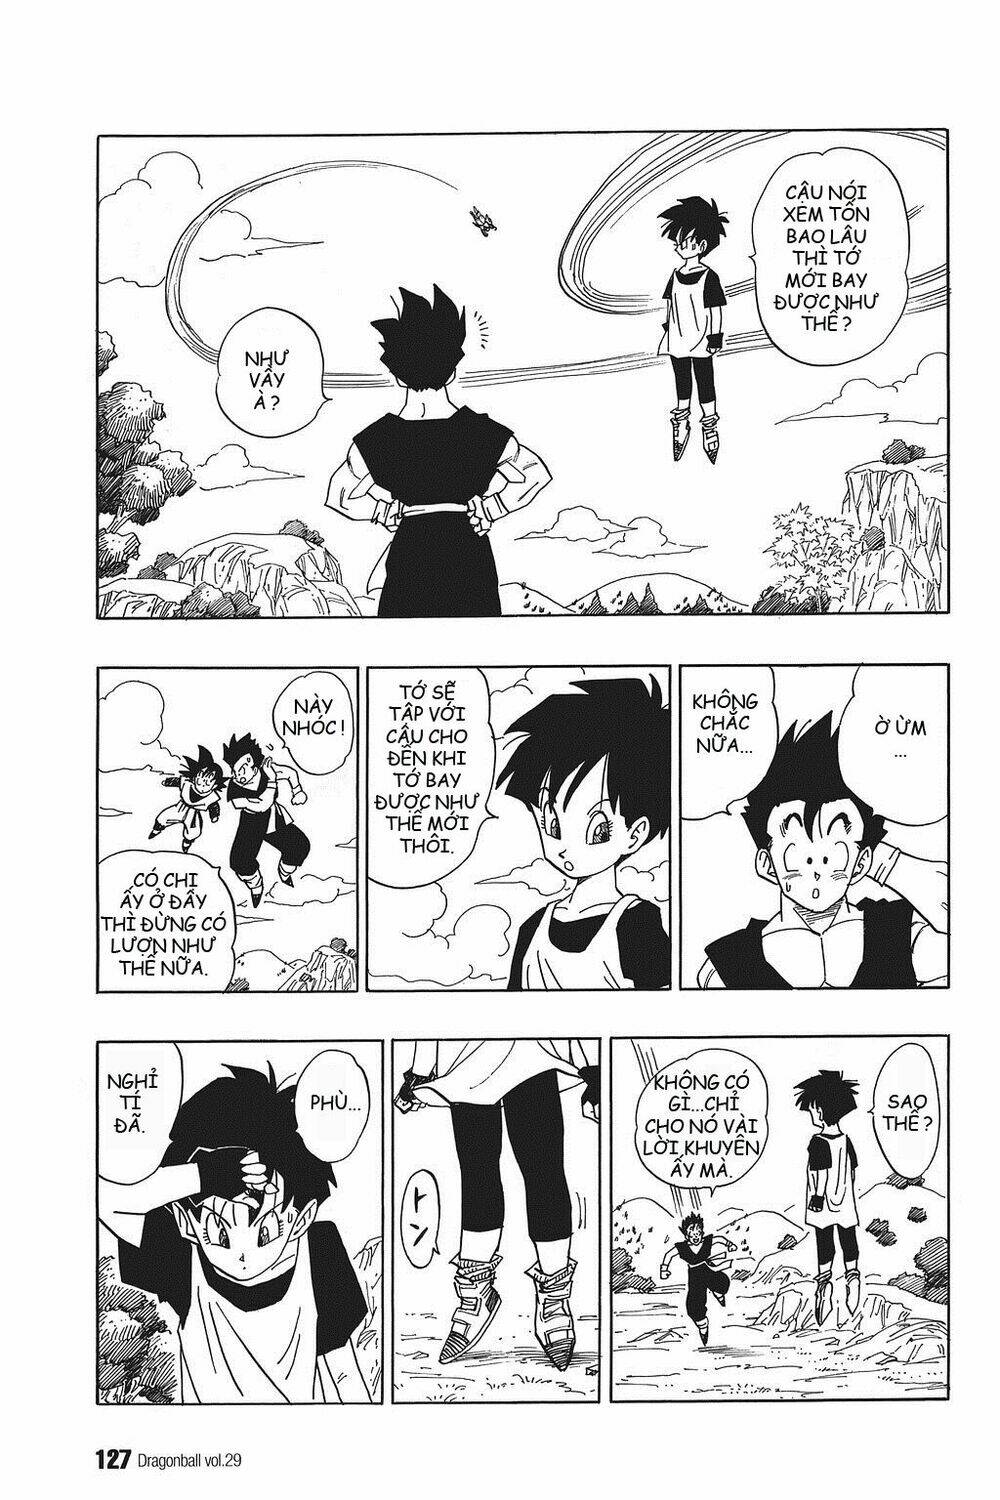 CẬU NÓI
XEM TỐN
BAO LÂU
THÌ TỚ
MỚI BAY
ĐƯỢC NHƯ
THẾ?
NHƯ
VẦY
À?
Ờ ỪM
...
KHÔNG
CHẮC
NỮA...
TỚ SẼ
TẬP VỚI
CẬU CHO
ĐẾN KHI
TỚ BAY
ĐƯỢC NHƯ
THẾ MỚI
THÔI.
NÀY
NHÓC!
CÓ CHỊ
ẤY Ở ĐÂY
THÌ ĐỪNG CÓ
LƯỢN NHƯ
THẾ NỮA.
SAO
THẾ?
KHÔNG CÓ
GÌ...CHỈ
CHO NÓ VÀI
LỜI KHUYÊN
ẤY MÀ.
トン
PHÙ...
NGHỈ
TÍ
ĐÃ.
127 Dragonball vol.29